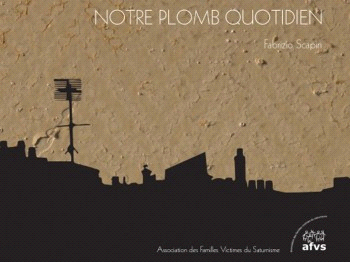 NOTRE PLOMB QUOTIDIEN
Fabrizio Scapin
Association des Familles Victimes du Saturnisme
afvs